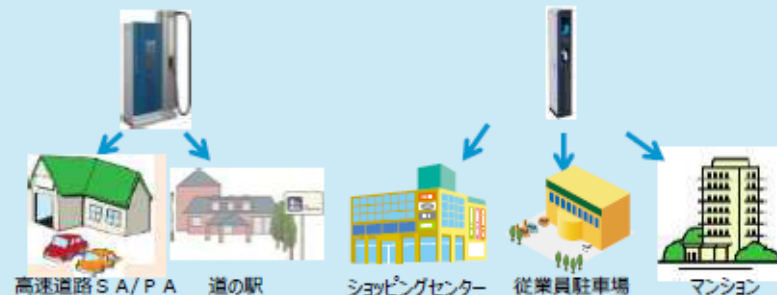 高速道路ＳＡ/ＰＡ
道の駅
ショッピングセンター
従業員駐車場
マンション